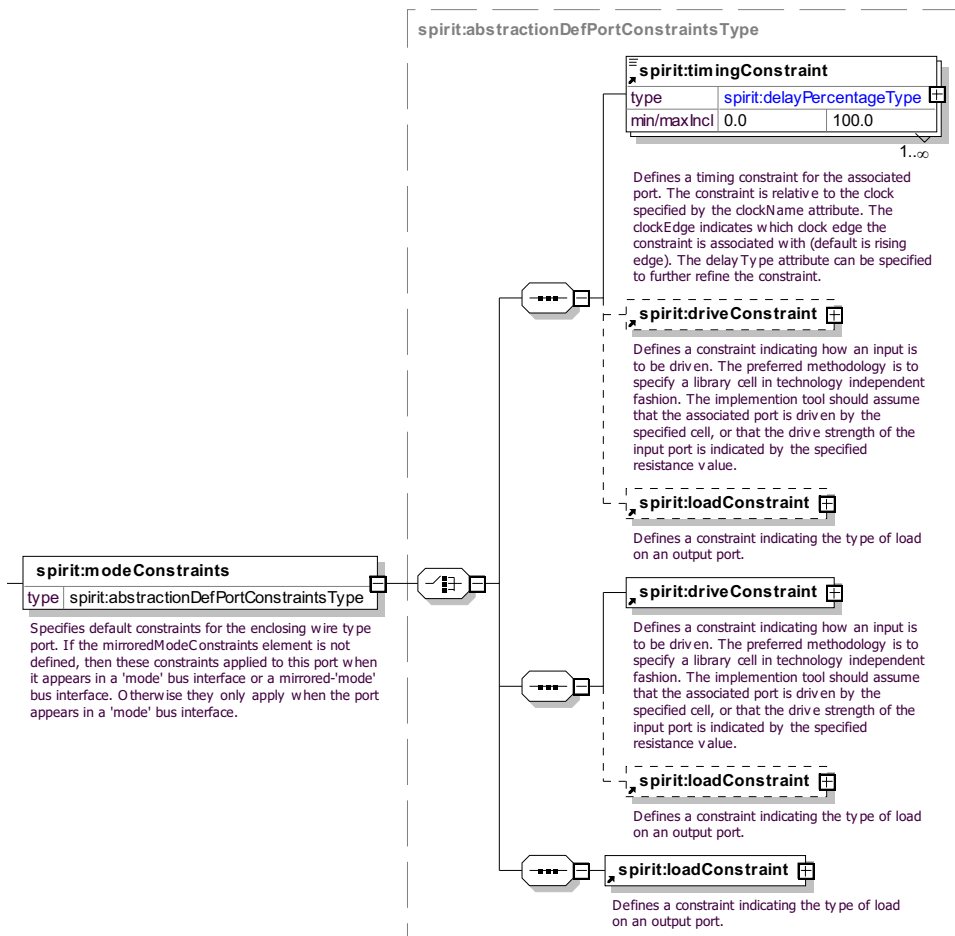 spirit:abstractionDefPortConstraintsType
spirit:timingConstraint
type spirit:delayPercentageType
min/maxIncl 0.0 100.0
1..∞
Defines a timing constraint for the associated
port. The constraint is relative to the clock
specified by the clockName attribute. The
clockEdge indicates which clock edge the
constraint is associated with (default is rising
edge). The delayType attribute can be specified
to further refine the constraint.
spirit:driveConstraint
Defines a constraint indicating how an input is
to be driven. The preferred methodology is to
specify a library cell in technology independent
fashion. The implemention tool should assume
that the associated port is driven by the
specified cell, or that the drive strength of the
input port is indicated by the specified
resistance value.
spirit:loadConstraint
Defines a constraint indicating the type of load
on an output port.
spirit:modeConstraints
type spirit:abstractionDefPortConstraintsType
Specifies default constraints for the enclosing wire type
port. If the mirroredModeConstraints element is not
defined, then these constraints applied to this port when
it appears in a 'mode' bus interface or a mirrored-'mode'
bus interface. Otherwise they only apply when the port
appears in a 'mode' bus interface.
spirit:driveConstraint
Defines a constraint indicating how an input is
to be driven. The preferred methodology is to
specify a library cell in technology independent
fashion. The implemention tool should assume
that the associated port is driven by the
specified cell, or that the drive strength of the
input port is indicated by the specified
resistance value.
spirit:loadConstraint
Defines a constraint indicating the type of load
on an output port.
spirit:loadConstraint
Defines a constraint indicating the type of load
on an output port.